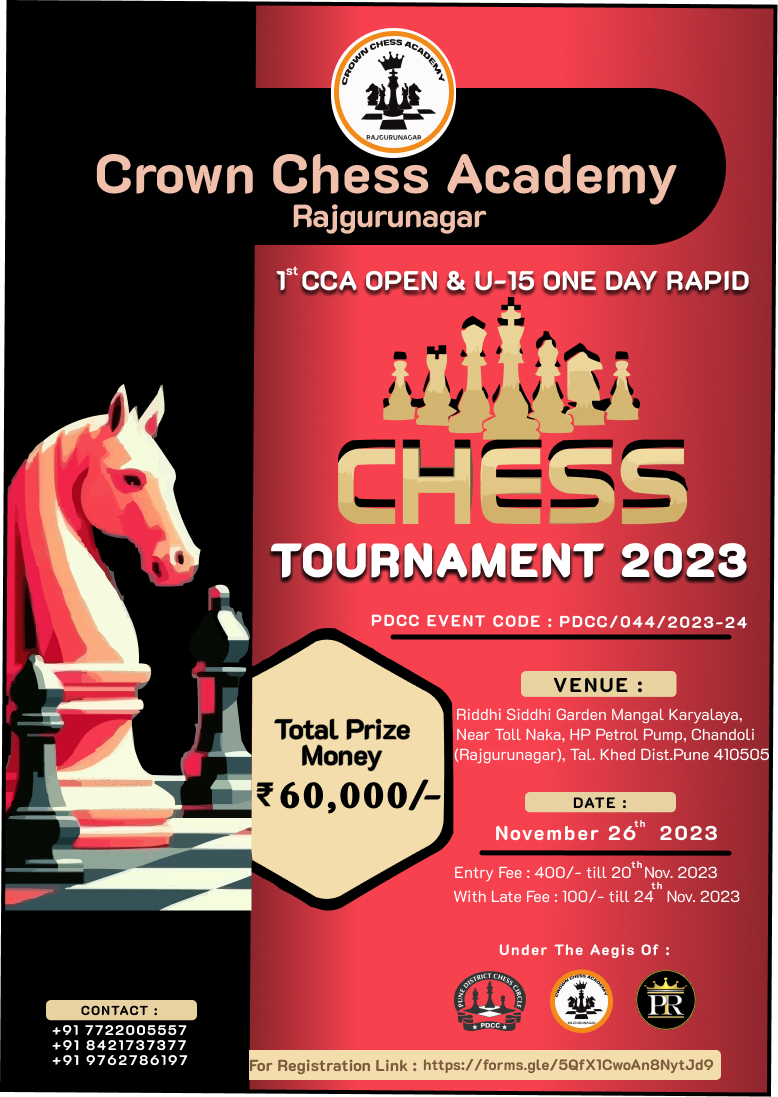 CROWN CHESS ACADEMY
RAJGURUNAGAR
Crown Chess Academy
Rajgurunagar
1st CCA OPEN & U-15 ONE DAY RAPID
CHESS
TOURNAMENT 2023
PDCC EVENT CODE : PDCC/044/2023-24
Total Prize
Money
₹60,000/-
VENUE :
Riddhi Siddhi Garden Mangal Karyalaya,
Near Toll Naka, HP Petrol Pump, Chandoli
(Rajgurunagar), Tal. Khed Dist.Pune 410505
DATE :
November 26th 2023
Entry Fee : 400/- till 20th Nov. 2023
With Late Fee : 100/- till 24th Nov. 2023
Under The Aegis Of :
PUNE DISTRICT CHESS CIRCLE
PDCC
CROWN CHESS ACADEMY
RAJGURUNAGAR
PR
CONTACT :
+91 7722005557
+91 8421737377
+91 9762786197
For Registration Link : https://forms.gle/5QfX1CwoAn8NytJd9